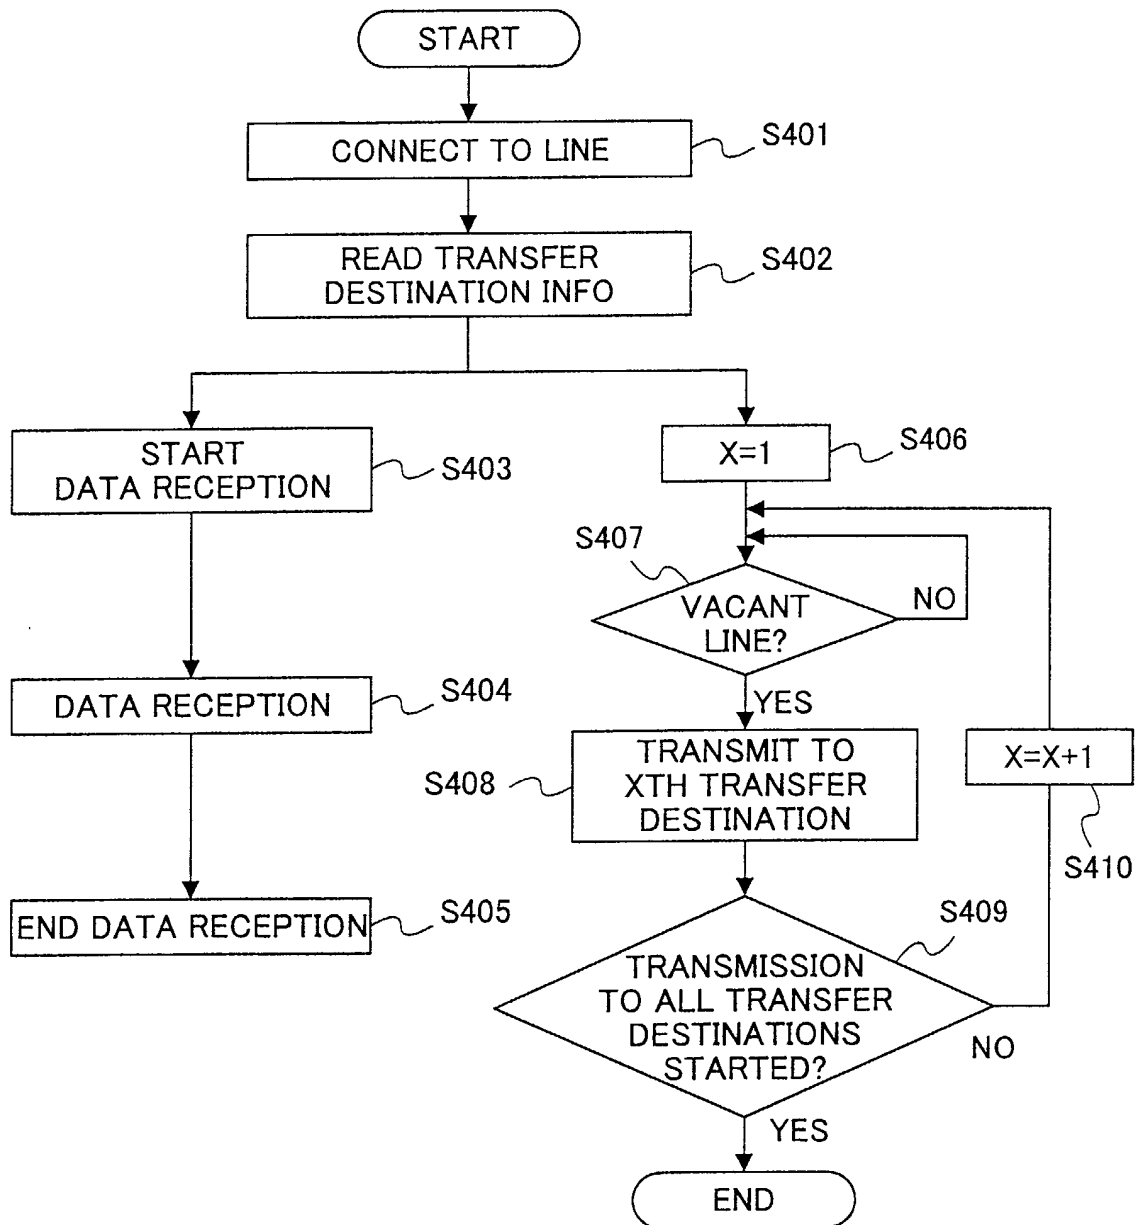 START
CONNECT TO LINE
S401
READ TRANSFER
DESTINATION INFO
S402
START
DATA RECEPTION
S403
DATA RECEPTION
S404
END DATA RECEPTION
S405
X=1
S406
S407
VACANT
LINE?
NO
YES
S408
TRANSMIT TO
XTH TRANSFER
DESTINATION
X=X+1
S410
S409
TRANSMISSION
TO ALL TRANSFER
DESTINATIONS
STARTED?
NO
YES
END